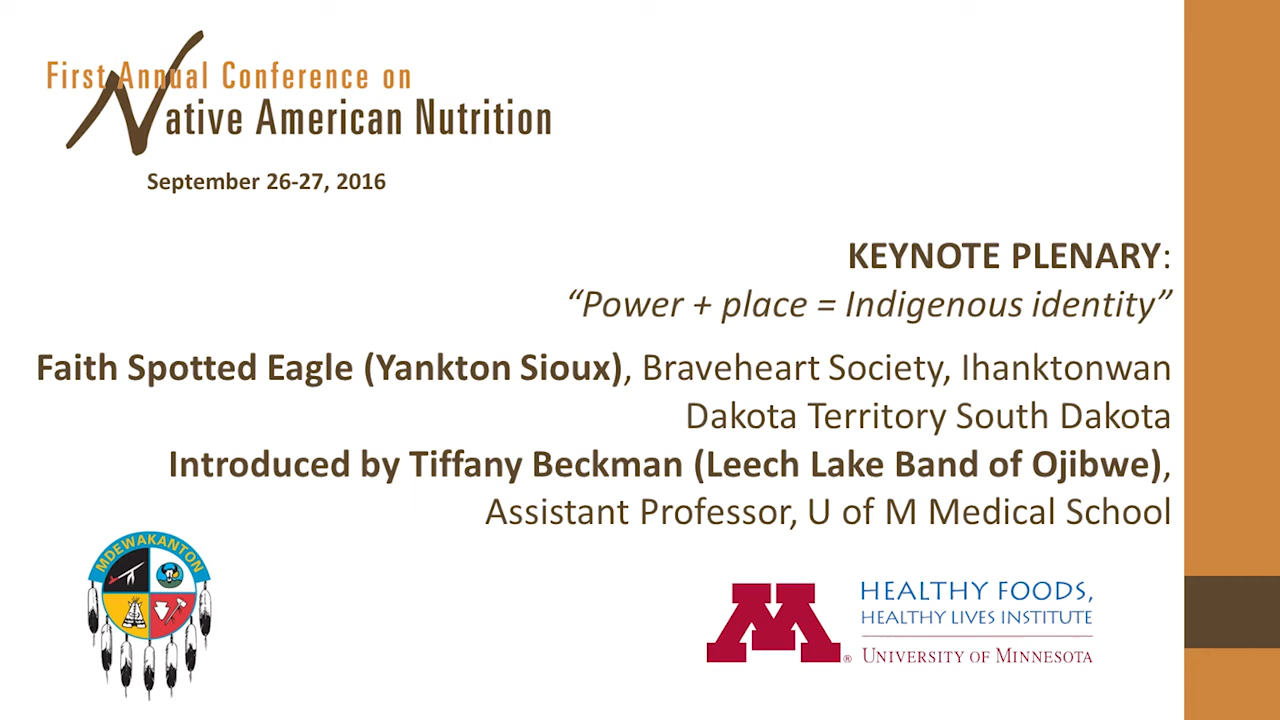 First Annual Conference on
Native American Nutrition
September 26-27, 2016
KEYNOTE PLENARY:
“Power + place = Indigenous identity”
Faith Spotted Eagle (Yankton Sioux), Braveheart Society, Ihanktonwan
Dakota Territory South Dakota
Introduced by Tiffany Beckman (Leech Lake Band of Ojibwe),
Assistant Professor, U of M Medical School
MDEWAKANTON
M®
HEALTHY FOODS,
HEALTHY LIVES INSTITUTE
UNIVERSITY OF MINNESOTA